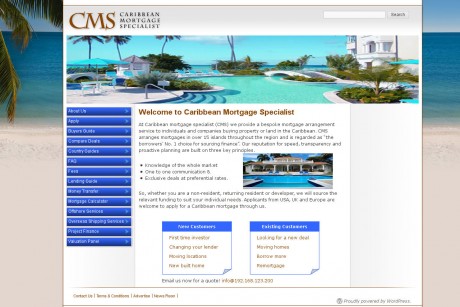 CMS CARIBBEAN
MORTGAGE
SPECIALIST
Search
About Us
Apply
Buyers Guide
Compare Deals
Country Guides
FAQ
Fees
Lending Guide
Money Transfer
Mortgage Calculator
Offshore Services
Overseas Shipping Services
Project Finance
Valuation Panel
Welcome to Caribbean Mortgage Specialist
At Caribbean mortgage specialist (CMS) we provide a bespoke mortgage arrangement
service to individuals and companies buying property or land in the Caribbean. CMS
arranges mortgages in over 15 islands throughout the region and is regarded as "the
borrowers' No. 1 choice for sourcing finance'. Our reputation for speed, transparency and
proactive planning are built on three key principles.
Knowledge of the whole market
One to one communication &
Exclusive deals at preferential rates.
So, whether you are a non-resident, returning resident or developer, we will source the
relevant funding to suit your individual needs. Applicants from USA, UK and Europe are
welcome to apply for a Caribbean mortgage through us.
New Customers
First time investor
Changing your lender
Moving locations
New built home
Existing Customers
Looking for a new deal
Moving homes
Borrow more
Remortgage
Email us now for a quote! info@192.169.223.200
Contact Us | Terms & Conditions | Advertise | News Room |
Proudly powered by WordPress.